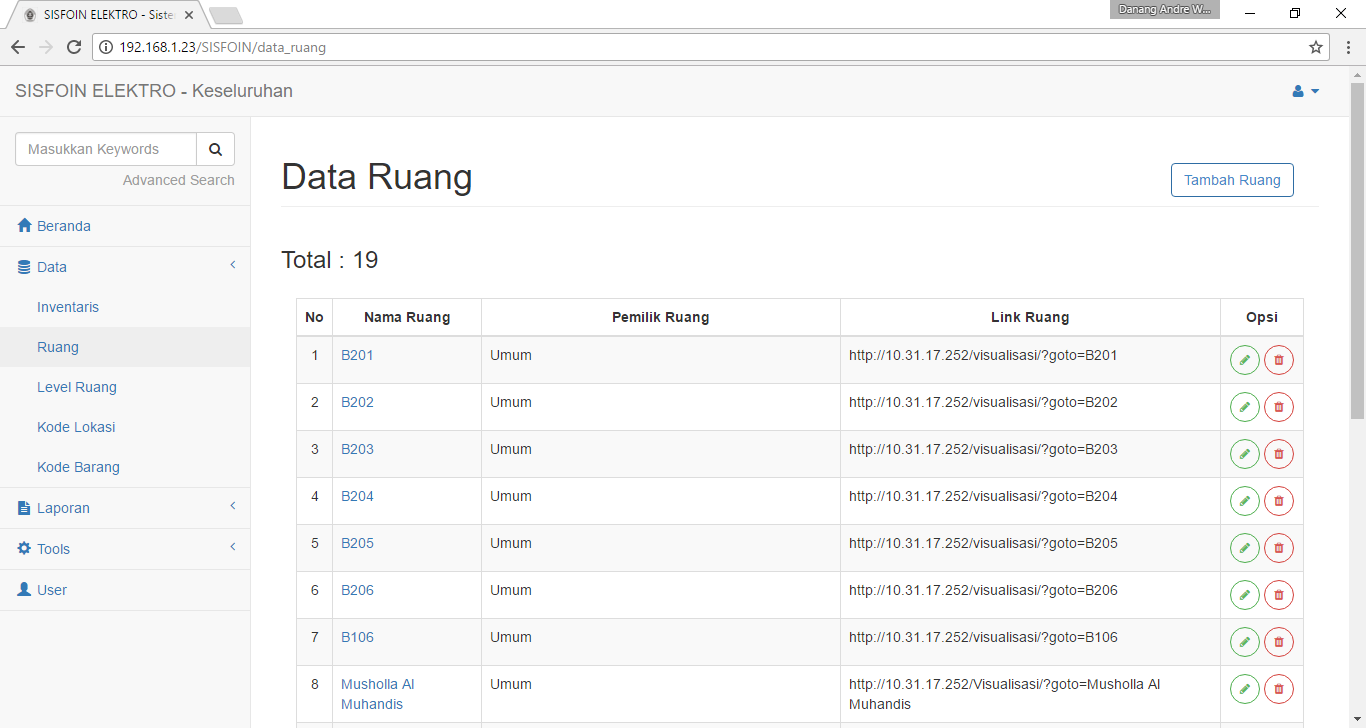 SISFOIN ELEKTRO - Siste
Danang Andre W...
192.168.1.23/SISFOIN/data_ruang
SISFOIN ELEKTRO - Keseluruhan
Masukkan Keywords
Advanced Search
Beranda
Data
Inventaris
Ruang
Level Ruang
Kode Lokasi
Kode Barang
Laporan
Tools
User
Data Ruang
Tambah Ruang
Total : 19
No Nama Ruang Pemilik Ruang Link Ruang Opsi
1 B201 Umum http://10.31.17.252/visualisasi/?goto=B201
2 B202 Umum http://10.31.17.252/visualisasi/?goto=B202
3 B203 Umum http://10.31.17.252/visualisasi/?goto=B203
4 B204 Umum http://10.31.17.252/visualisasi/?goto=B204
5 B205 Umum http://10.31.17.252/visualisasi/?goto=B205
6 B206 Umum http://10.31.17.252/visualisasi/?goto=B206
7 B106 Umum http://10.31.17.252/visualisasi/?goto=B106
8 Musholla Al Umum http://10.31.17.252/Visualisasi/?goto=Musholla Al
Muhandis Muhandis